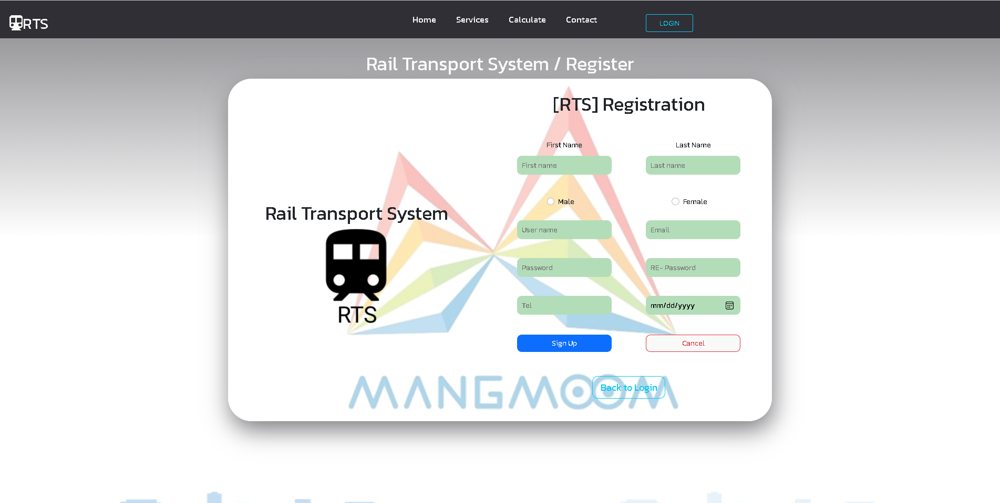 RTS
Home Services Calculate Contact LOGIN
Rail Transport System / Register
[RTS] Registration
First Name Last Name
First name Last name
Male Female
Rail Transport System
User name Email
Password RE- Password
Tel mm/dd/yyyy
RTS
Sign Up Cancel
Back to Login
MANGMOOM